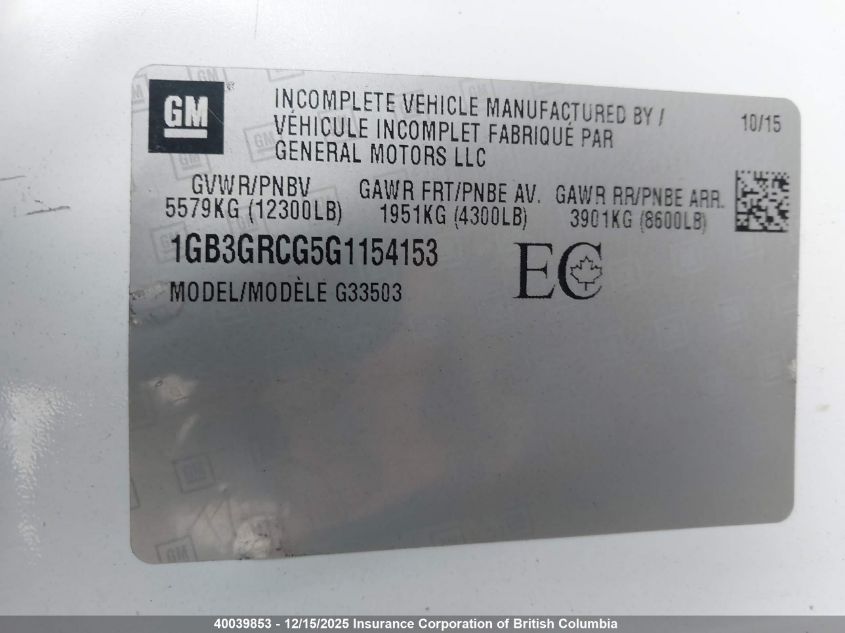 GM
INCOMPLETE VEHICLE MANUFACTURED BY /
VÉHICULE INCOMPLET FABRIQUÉ PAR
GENERAL MOTORS LLC
10/15
GVWR/PNBV GAWR FRT/PNBE AV. GAWR RR/PNBE ARR.
5579KG (12300LB) 1951KG (4300LB) 3901KG (8600LB)
1GB3GRCG5G1154153
EC
MODEL/MODÈLE G33503
GM
40039853 - 12/15/2025 Insurance Corporation of British Columbia